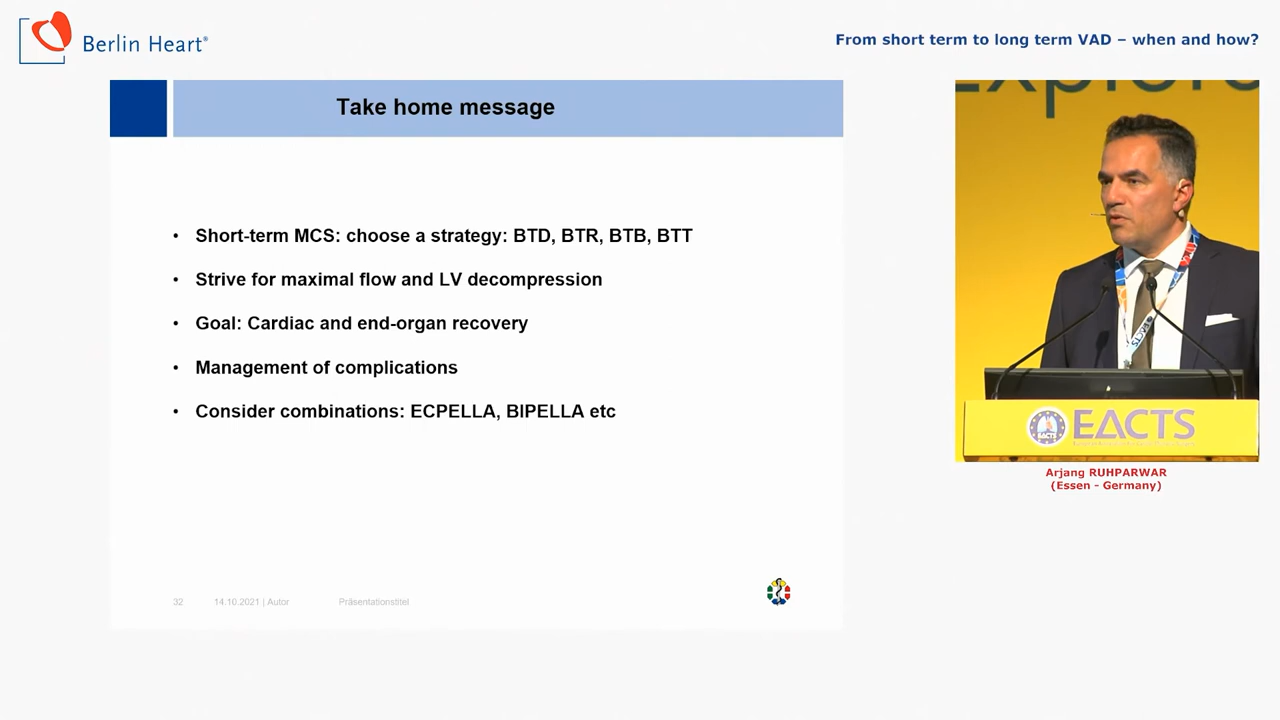 Berlin Heart®
From short term to long term VAD – when and how?
Take home message
• Short-term MCS: choose a strategy: BTD, BTR, BTB, BTT
• Strive for maximal flow and LV decompression
• Goal: Cardiac and end-organ recovery
• Management of complications
• Consider combinations: ECPELLA, BIPELLA etc
32 14.10.2021 | Autor Präsentationstitel
EACTS
EACTS
Arjang RUHPARWAR
(Essen - Germany)